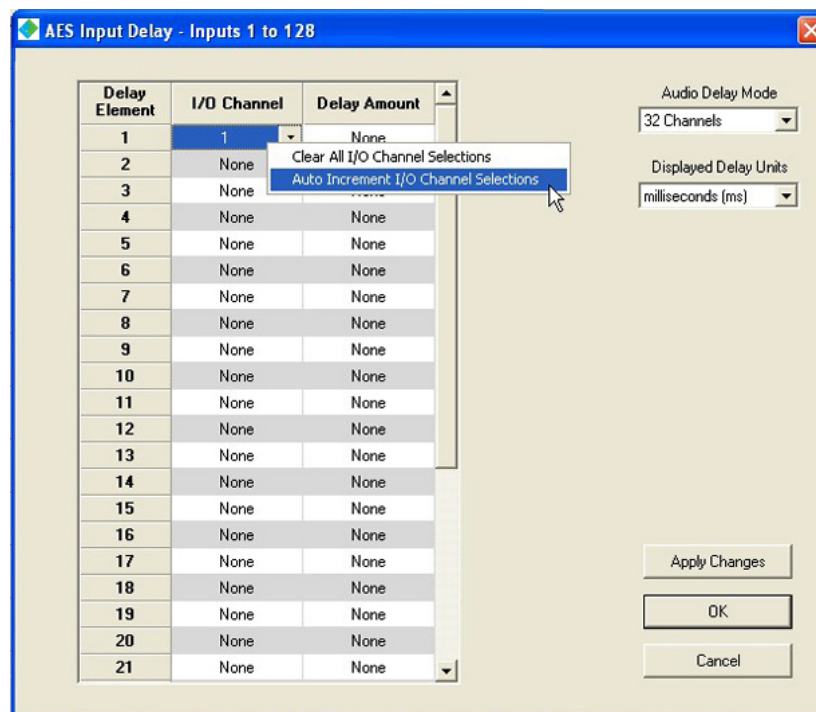 AES Input Delay - Inputs 1 to 128
Delay Element I/O Channel Delay Amount
1 1 None
2 None
3 None
4 None None
5 None None
6 None None
7 None None
8 None None
9 None None
10 None None
11 None None
12 None None
13 None None
14 None None
15 None None
16 None None
17 None None
18 None None
19 None None
20 None None
21 None None
Clear All I/O Channel Selections
Auto Increment I/O Channel Selections
Audio Delay Mode
32 Channels
Displayed Delay Units
milliseconds (ms)
Apply Changes
OK
Cancel